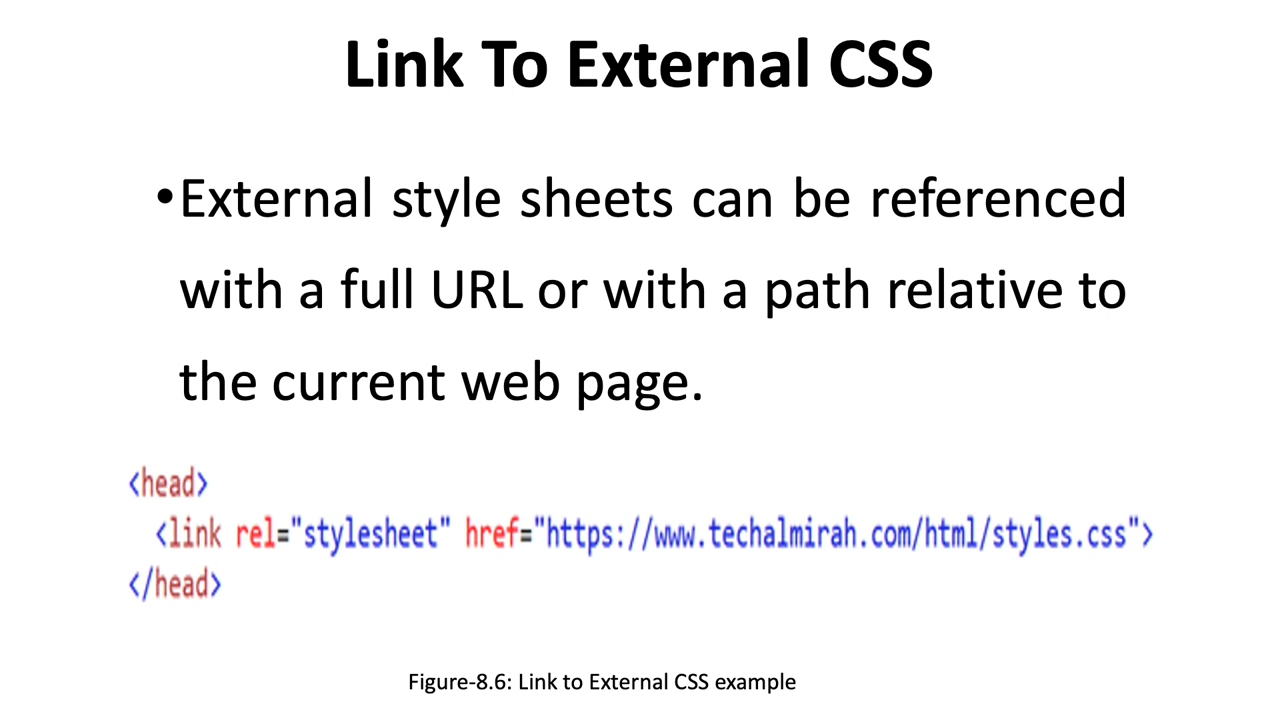 Link To External CSS
•External style sheets can be referenced
with a full URL or with a path relative to
the current web page.
<head>
<link rel="stylesheet" href="https://www.techalmirah.com/html/styles.css">
</head>
Figure-8.6: Link to External CSS example